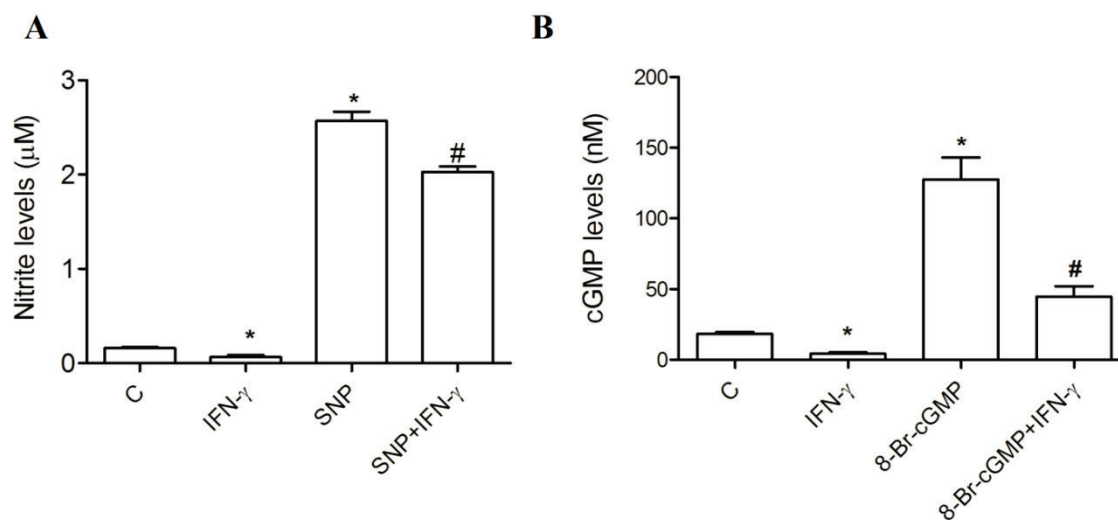 A
Nitrite levels (μM)
3
2
1
0
*
*
#
C
IFN-γ
SNP
SNP+IFN-γ
B
cGMP levels (nM)
200
150
100
50
0
*
*
#
C
IFN-γ
8-Br-cGMP
8-Br-cGMP+IFN-γ